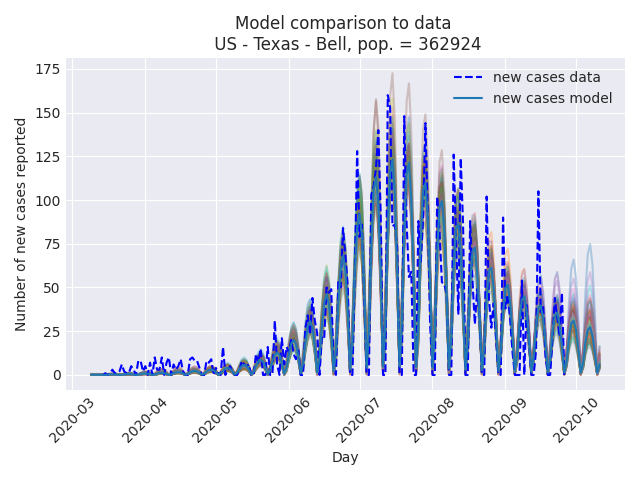 Model comparison to data
US - Texas - Bell, pop. = 362924
new cases data
new cases model
Number of new cases reported
175
150
125
100
75
50
25
0
2020-03
2020-04
2020-05
2020-06
2020-07
2020-08
2020-09
2020-10
Day